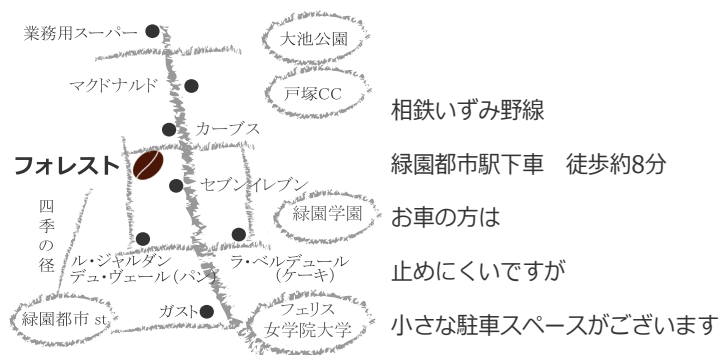 業務用スーパー
大池公園
マクドナルド
戸塚CC
カーブス
フォレスト
セブンイレブン
四季の径
緑園学園
ル・ジャルダン
デュ・ヴェール(パン)
ラ・ベルデュール
(ケーキ)
ガスト
緑園都市 st
フェリス
女学院大学
相鉄いずみ野線
緑園都市駅下車 徒歩約8分
お車の方は
止めにくいですが
小さな駐車スペースがございます